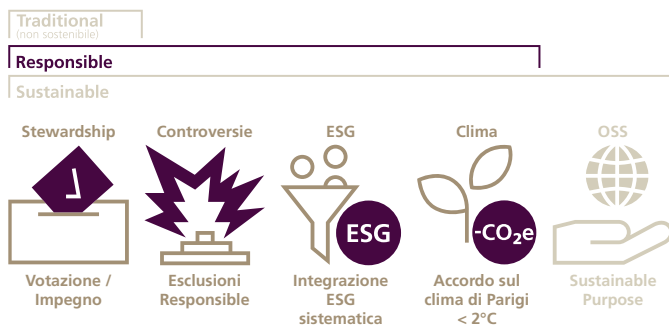 Traditional
(non sostenibile)
Responsible
Sustainable
Stewardship
Controversie
ESG
Clima
OSS
ESG
-CO₂e
Votazione /
Impegno
Esclusioni
Responsible
Integrazione
ESG
sistematica
Accordo sul
clima di Parigi
< 2°C
Sustainable
Purpose